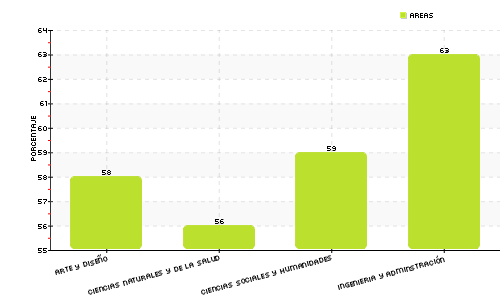 AREAS
64
63
62
61
60
59
58
57
56
55
PORCENTAJE
58
56
59
63
ARTE Y DISEÑO
CIENCIAS NATURALES Y DE LA SALUD
CIENCIAS SOCIALES Y HUMANIDADES
INGENIERIA Y ADMINISTRACIÓN